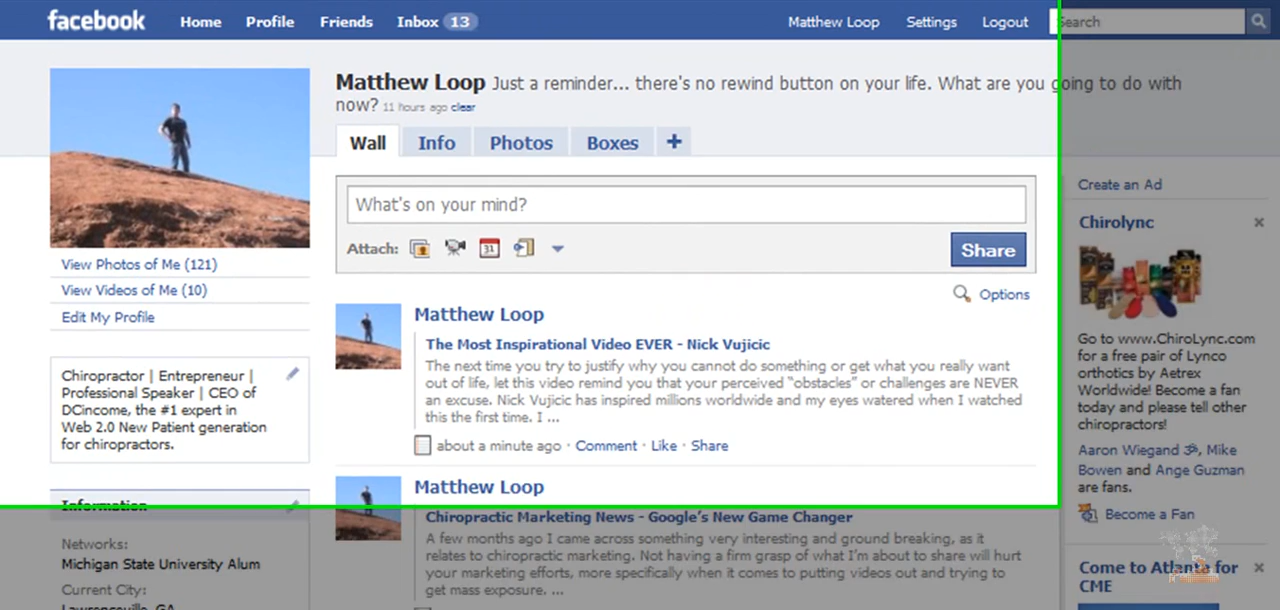 facebook Home Profile Friends Inbox 13 Matthew Loop Settings Logout Search
Matthew Loop Just a reminder... there's no rewind button on your life. What are you going to do with
now? 11 hours ago clear
Wall Info Photos Boxes +
What's on your mind?
Attach: 31 Share
Options
View Photos of Me (121)
View Videos of Me (10)
Edit My Profile
Chiropractor | Entrepreneur |
Professional Speaker | CEO of
DCincome, the #1 expert in
Web 2.0 New Patient generation
for chiropractors.
Information
Networks:
Michigan State University Alum
Current City:
Lawrenceville, GA
Matthew Loop
The Most Inspirational Video EVER - Nick Vujicic
The next time you try to justify why you cannot do something or get what you really want
out of life, let this video remind you that your perceived “obstacles” or challenges are NEVER
an excuse. Nick Vujicic has inspired millions worldwide and my eyes watered when I watched
this the first time. I ...
about a minute ago · Comment · Like · Share
Matthew Loop
Chiropractic Marketing News - Google’s New Game Changer
A few months ago I came across something very interesting and ground breaking, as it
relates to chiropractic marketing. Not having a firm grasp of what I’m about to share will hurt
your marketing efforts, more specifically when it comes to putting videos out and trying to
get mass exposure. ...
Create an Ad
Chirolync
Go to www.ChiroLync.com
for a free pair of Lynco
orthotics by Aetrex
Worldwide! Become a fan
today and please tell other
chiropractors!
Aaron Wiegand ॐ, Mike
Bowen and Ange Guzman
are fans.
Become a Fan
Come to Atlanta for
CME